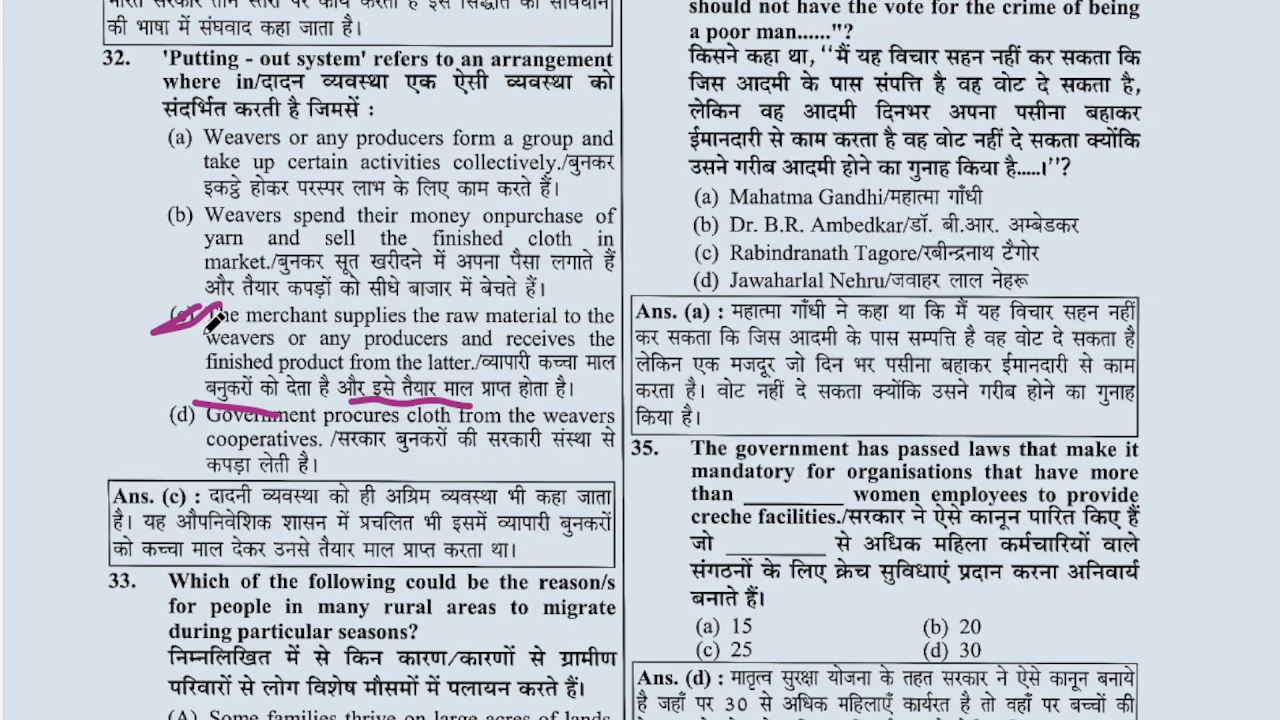 भारत सरकार तीन स्तरों पर कार्य करती है इस सिद्धांत को संविधान
की भाषा में संघवाद कहा जाता है।
32. 'Putting - out system' refers to an arrangement
where in/दादन व्यवस्था एक ऐसी व्यवस्था को
संदर्भित करती है जिमसें :
(a) Weavers or any producers form a group and
take up certain activities collectively./बुनकर
इकट्ठे होकर परस्पर लाभ के लिए काम करते हैं।
(b) Weavers spend their money onpurchase of
yarn and sell the finished cloth in
market./बुनकर सूत खरीदने में अपना पैसा लगाते हैं
और तैयार कपड़ों को सीधे बाजार में बेचते हैं।
(c) The merchant supplies the raw material to the
weavers or any producers and receives the
finished product from the latter./व्यापारी कच्चा माल
बनुकरों को देता है और इसे तैयार माल प्राप्त होता है।
(d) Government procures cloth from the weavers
cooperatives. /सरकार बुनकरों की सरकारी संस्था से
कपड़ा लेती है।
Ans. (c) : दादनी व्यवस्था को ही अग्रिम व्यवस्था भी कहा जाता
है। यह औपनिवेशिक शासन में प्रचलित भी इसमें व्यापारी बुनकरों
को कच्चा माल देकर उनसे तैयार माल प्राप्त करता था।
33. Which of the following could be the reason/s
for people in many rural areas to migrate
during particular seasons?
निम्नलिखित में से किन कारण/कारणों से ग्रामीण
परिवारों से लोग विशेष मौसमों में पलायन करते हैं।
(A) Some families thrive on large acres of lands,
should not have the vote for the crime of being
a poor man......"?
किसने कहा था, ‘‘मैं यह विचार सहन नहीं कर सकता कि
जिस आदमी के पास संपत्ति है वह वोट दे सकता है,
लेकिन वह आदमी दिनभर अपना पसीना बहाकर
ईमानदारी से काम करता है वह वोट नहीं दे सकता क्योंकि
उसने गरीब आदमी होने का गुनाह किया है.....।’’?
(a) Mahatma Gandhi/महात्मा गाँधी
(b) Dr. B.R. Ambedkar/डॉ. बी.आर. अम्बेडकर
(c) Rabindranath Tagore/रबीन्द्रनाथ टैगोर
(d) Jawaharlal Nehru/जवाहर लाल नेहरू
Ans. (a) : महात्मा गाँधी ने कहा था कि मैं यह विचार सहन नहीं
कर सकता कि जिस आदमी के पास सम्पत्ति है वह वोट दे सकता है
लेकिन एक मजदूर जो दिन भर पसीना बहाकर ईमानदारी से काम
करता है। वोट नहीं दे सकता क्योंकि उसने गरीब होने का गुनाह
किया है।
35. The government has passed laws that make it
mandatory for organisations that have more
than _________ women employees to provide
creche facilities./सरकार ने ऐसे कानून पारित किए हैं
जो _________ से अधिक महिला कर्मचारियों वाले
संगठनों के लिए क्रेच सुविधाएं प्रदान करना अनिवार्य
बनाते हैं।
(a) 15 (b) 20
(c) 25 (d) 30
Ans. (d) : मातृत्व सुरक्षा योजना के तहत सरकार ने ऐसे कानून बनाये
है जहाँ पर 30 से अधिक महिलाएँ कार्यरत है तो वहाँ पर बच्चों की